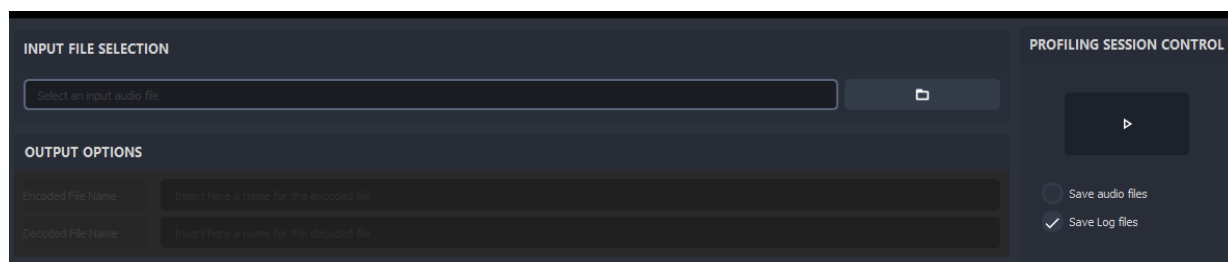 INPUT FILE SELECTION
Select an input audio file
OUTPUT OPTIONS
Encoded File Name
Insert here a name for the encoded file
Decoded File Name
Insert here a name for the decoded file
PROFILING SESSION CONTROL
Save audio files
Save Log files